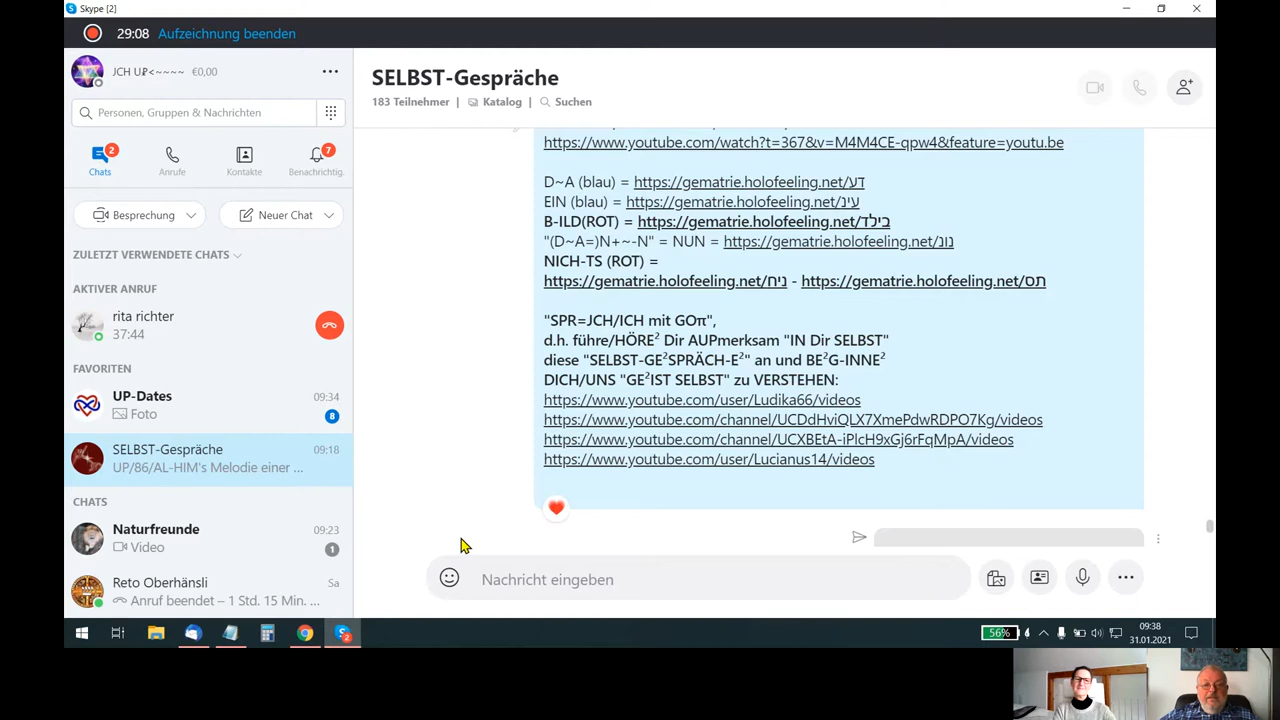 Skype [2]
29:08 Aufzeichnung beenden
JCH U₽<~~~~ €0,00
Personen, Gruppen & Nachrichten
2
7
Chats Anrufe Kontakte Benachrichtig.
Besprechung Neuer Chat
ZULETZT VERWENDETE CHATS
AKTIVER ANRUF
rita richter
37:44
FAVORITEN
UP-Dates 09:34
Foto 8
SELBST-Gespräche 09:18
UP/86/AL-HIM's Melodie einer ...
CHATS
Naturfreunde 09:23
Video 1
Reto Oberhänsli Sa
Anruf beendet – 1 Std. 15 Min. ...
SELBST-Gespräche
183 Teilnehmer | Katalog | Suchen
https://www.youtube.com/watch?t=367&v=M4M4CE-qpw4&feature=youtu.be
D~A (blau) = https://gematrie.holofeeling.net/דע
EIN (blau) = https://gematrie.holofeeling.net/עינ
B-ILD(ROT) = https://gematrie.holofeeling.net/בילד
"(D~A=)N+~-N" = NUN = https://gematrie.holofeeling.net/נונ
NICH-TS (ROT) =
https://gematrie.holofeeling.net/ניח - https://gematrie.holofeeling.net/תס
"SPR=JCH/ICH mit GOπ",
d.h. führe/HÖRE² Dir AUPmerksam "IN Dir SELBST"
diese "SELBST-GE²SPRÄCH-E²" an und BE²G-INNE²
DICH/UNS "GE²IST SELBST" zu VERSTEHEN:
https://www.youtube.com/user/Ludika66/videos
https://www.youtube.com/channel/UCDdHviQLX7XmePdwRDPO7Kg/videos
https://www.youtube.com/channel/UCXBEtA-iPlcH9xGj6rFqMpA/videos
https://www.youtube.com/user/Lucianus14/videos
Nachricht eingeben
2
56%
09:38
31.01.2021